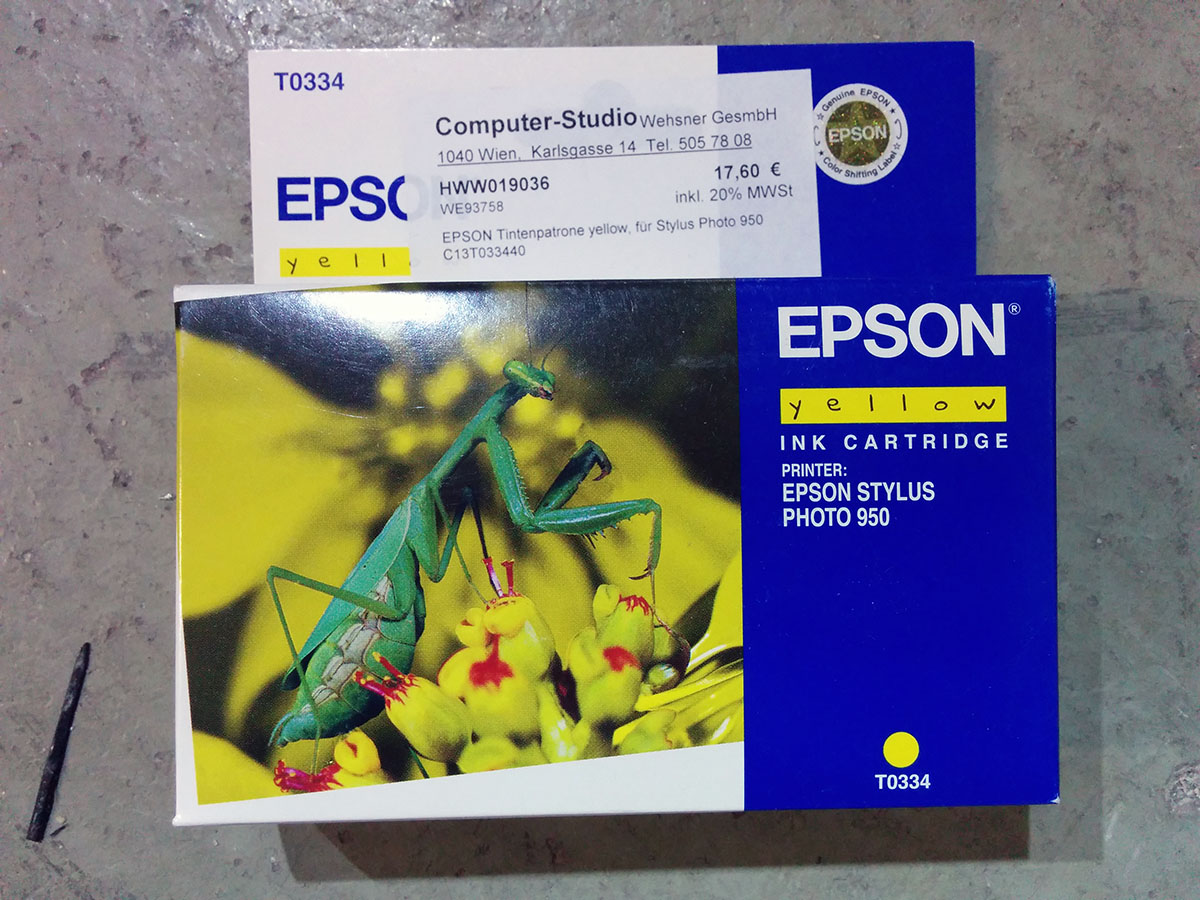 T0334
Computer-Studio Wehsner GesmbH
1040 Wien, Karlsgasse 14 Tel. 505 78 08
HWW019036
17,60 €
WE93758
inkl. 20% MWSt
EPSON Tintenpatrone yellow, für Stylus Photo 950
C13T033440
Genuine EPSON
EPSON
Color Shifting Label
EPSON
yell
EPSON®
yellow
INK CARTRIDGE
PRINTER:
EPSON STYLUS
PHOTO 950
T0334